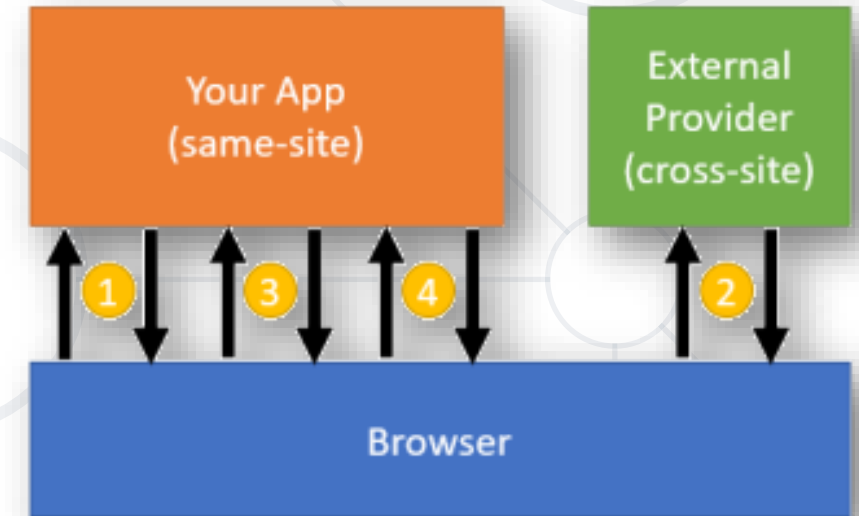 Your App
(same-site)
External
Provider
(cross-site)
1
3
4
2
Browser